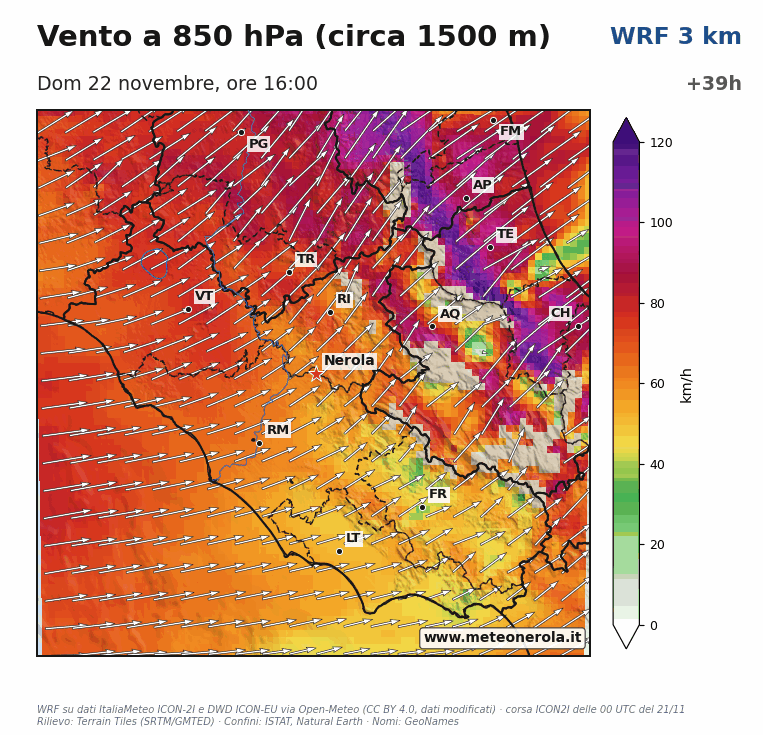 Vento a 850 hPa (circa 1500 m)
WRF 3 km
Dom 22 novembre, ore 16:00
+39h
FM
PG
AP
TE
TR
VT
RI
CH
AQ
Nerola
RM
FR
LT
www.meteonerola.it
120
100
80
60
40
20
0
km/h
WRF su dati ItaliaMeteo ICON-2I e DWD ICON-EU via Open-Meteo (CC BY 4.0, dati modificati) · corsa ICON2I delle 00 UTC del 21/11
Rilievo: Terrain Tiles (SRTM/GMTED) · Confini: ISTAT, Natural Earth · Nomi: GeoNames